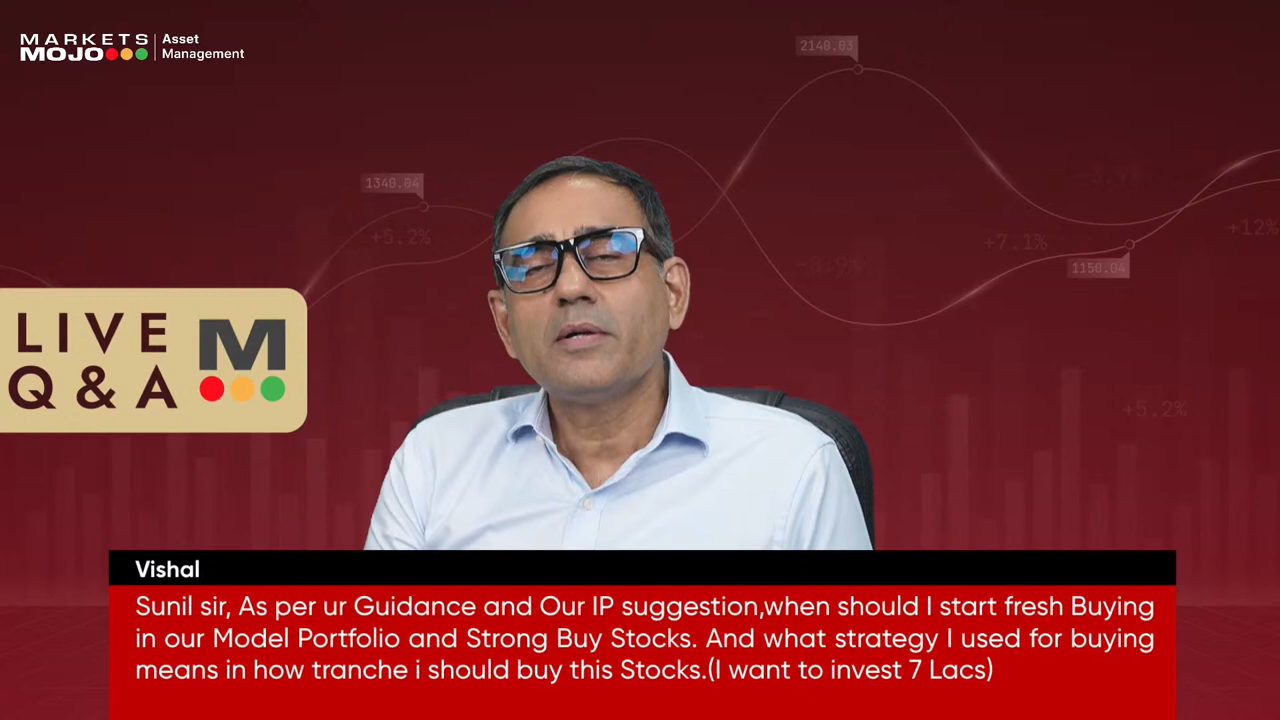 MARKETS
MOJO
Asset
Management
2140.03
1340.04
+5.2%
+7.1%
+12%
1150.04
+5.2%
LIVE
Q & A
M
Vishal
Sunil sir, As per ur Guidance and Our IP suggestion,when should I start fresh Buying
in our Model Portfolio and Strong Buy Stocks. And what strategy I used for buying
means in how tranche i should buy this Stocks.(I want to invest 7 Lacs)